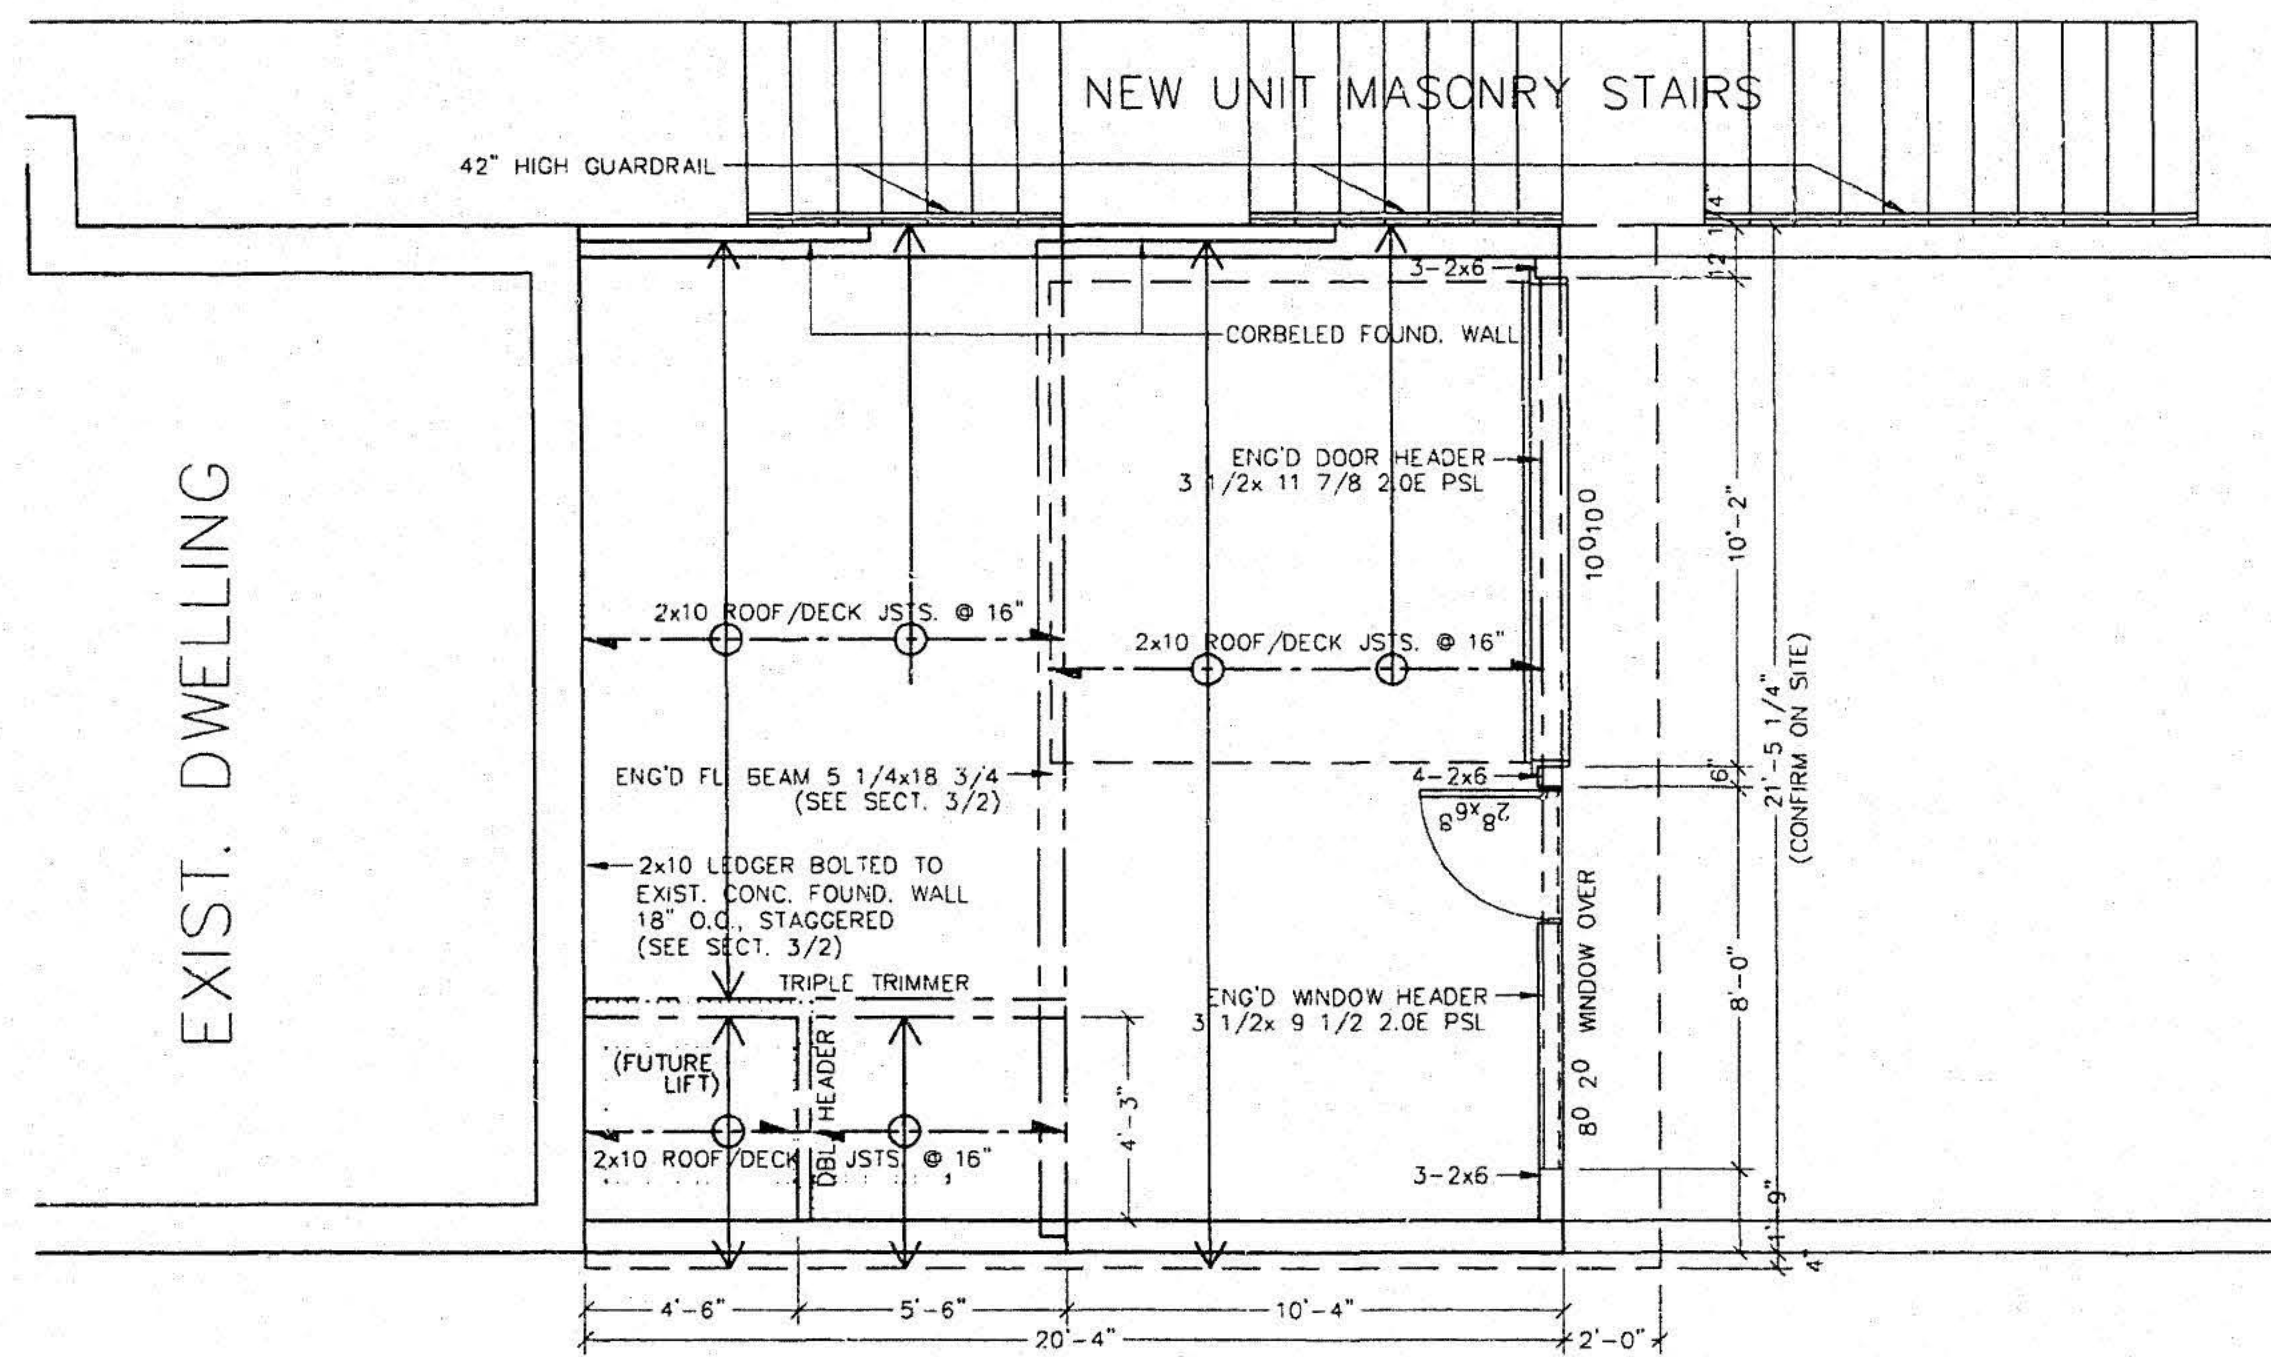 NEW UNIT MASONRY STAIRS
42" HIGH GUARDRAIL
3-2x6
CORBELED FOUND. WALL
ENG'D DOOR HEADER
3 1/2x 11 7/8 2.0E PSL
10⁰10⁰
10'-2"
2x10 ROOF/DECK JSTS. @ 16"
2x10 ROOF/DECK JSTS. @ 16"
21'-5 1/4"
(CONFIRM ON SITE)
EXIST. DWELLING
ENG'D FL BEAM 5 1/4x18 3/4
(SEE SECT. 3/2)
4-2x6
6"
2⁸x6⁸
2x10 LEDGER BOLTED TO
EXIST. CONC. FOUND. WALL
18" O.C., STAGGERED
(SEE SECT. 3/2)
TRIPLE TRIMMER
ENG'D WINDOW HEADER
3 1/2x 9 1/2 2.0E PSL
8⁰ 2⁰ WINDOW OVER
8'-0"
(FUTURE
LIFT)
DBL HEADER
4'-3"
2x10 ROOF/DECK JSTS. @ 16"
3-2x6
1'-9"
4"
4'-6"
5'-6"
10'-4"
20'-4"
2'-0"